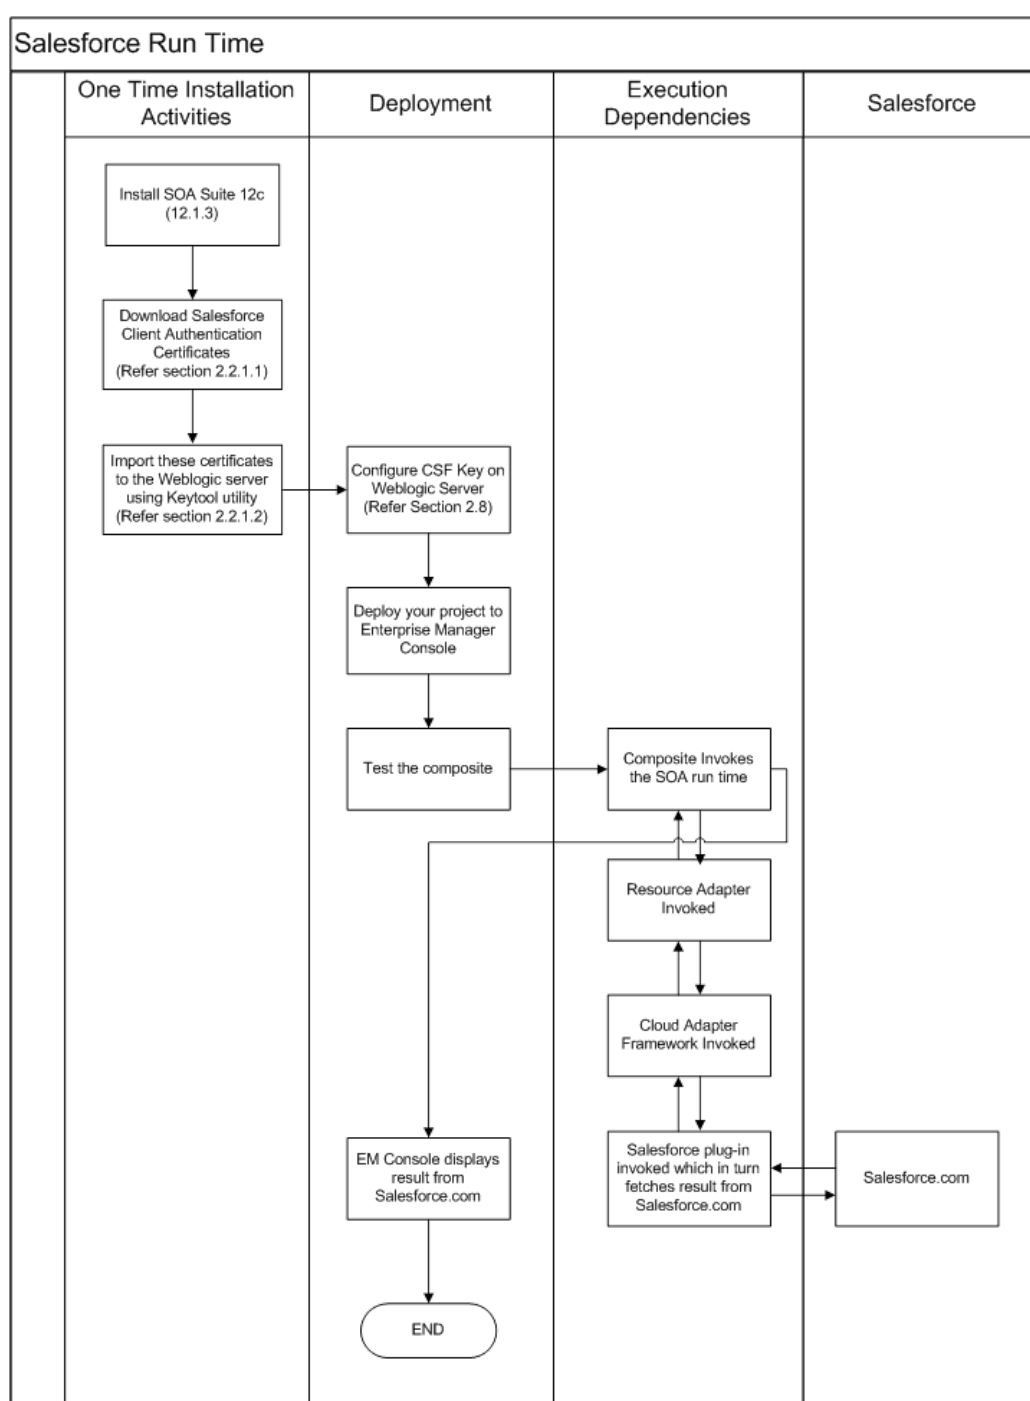 Salesforce Run Time
One Time Installation
Activities
Deployment
Execution
Dependencies
Salesforce
Install SOA Suite 12c
(12.1.3)
Download Salesforce
Client Authentication
Certificates
(Refer section 2.2.1.1)
Import these certificates
to the Weblogic server
using Keytool utility
(Refer section 2.2.1.2)
Configure CSF Key on
Weblogic Server
(Refer Section 2.8)
Deploy your project to
Enterprise Manager
Console
Test the composite
Composite Invokes
the SOA run time
Resource Adapter
Invoked
Cloud Adapter
Framework Invoked
Salesforce plug-in
invoked which in turn
fetches result from
Salesforce.com
Salesforce.com
EM Console displays
result from
Salesforce.com
END